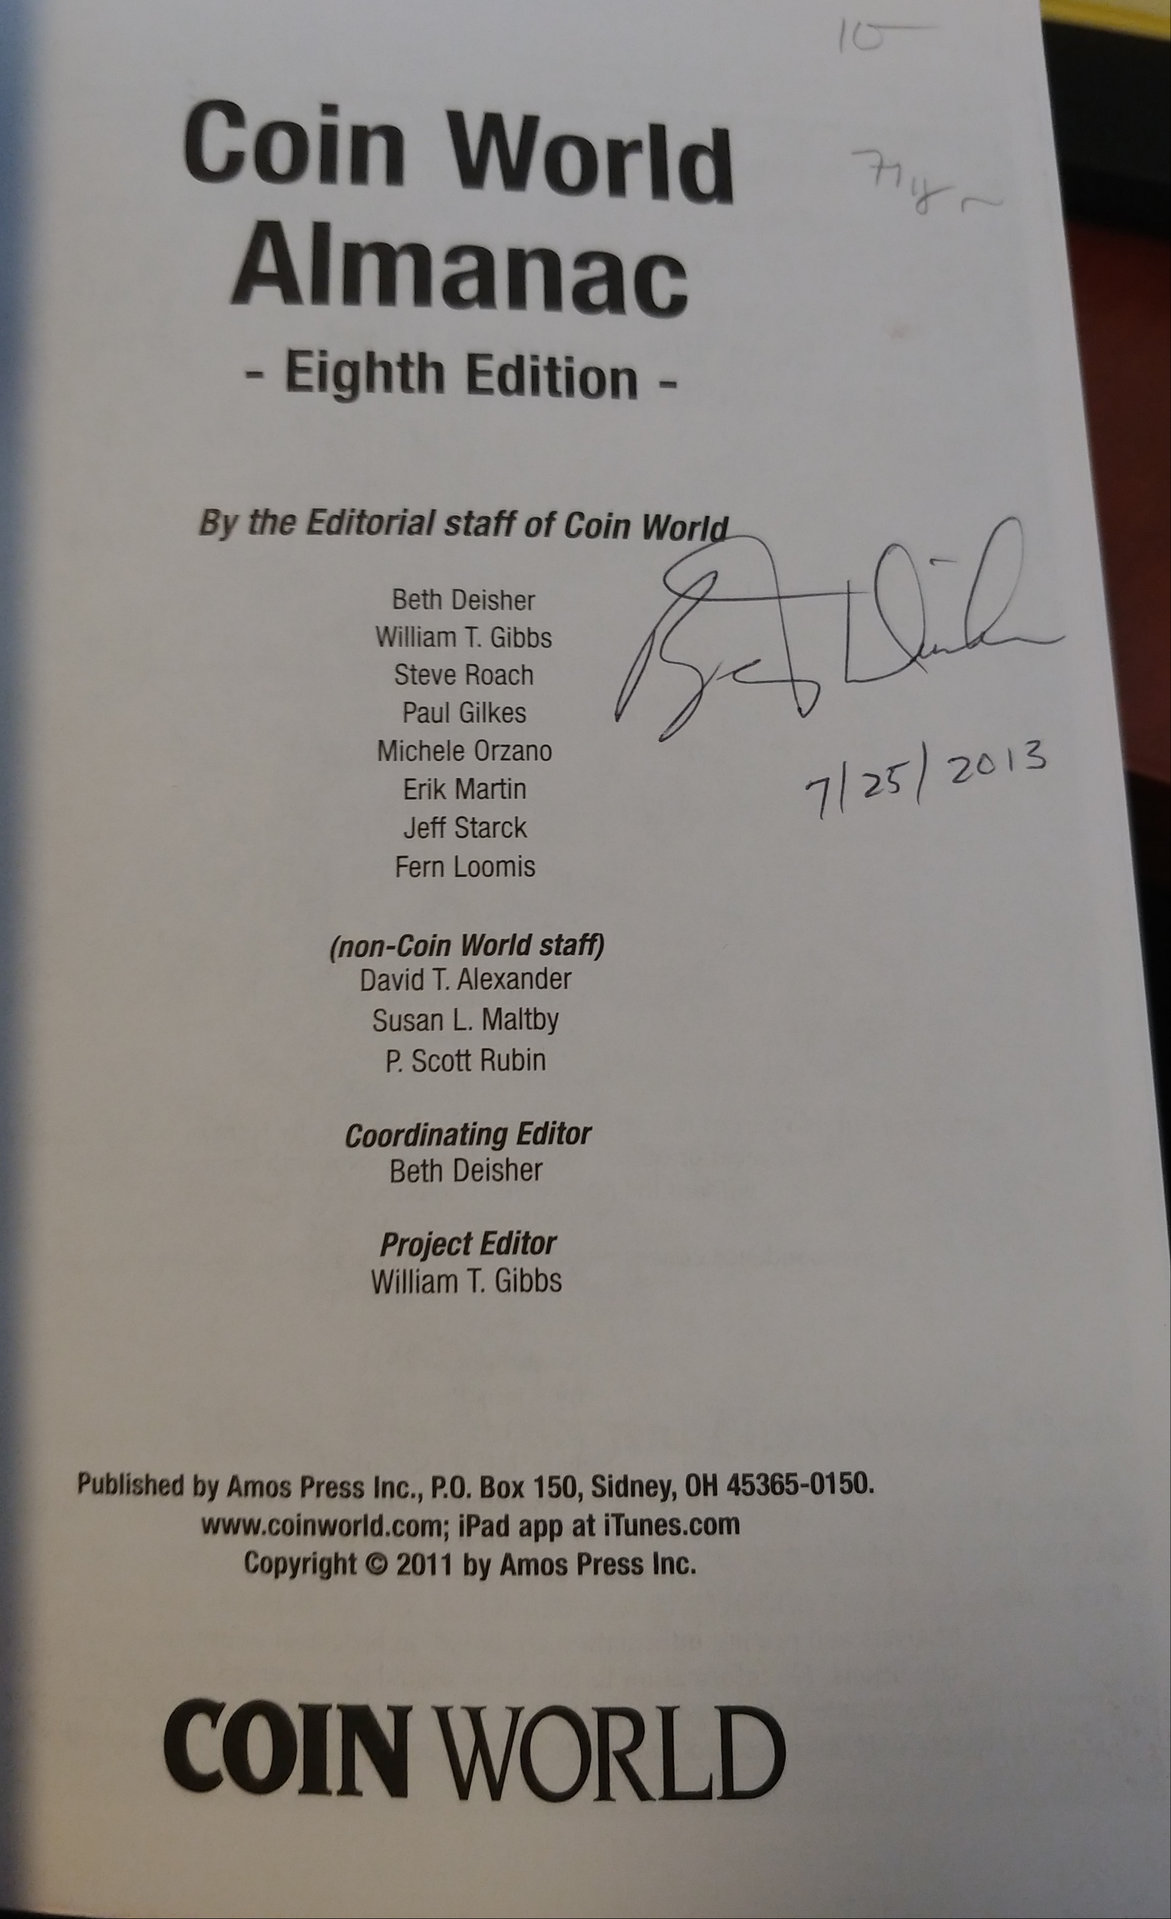 10—
Coin World
Almanac
- Eighth Edition -
By the Editorial staff of Coin World
Beth Deisher
William T. Gibbs
Steve Roach
Paul Gilkes
Michele Orzano
Erik Martin
Jeff Starck
Fern Loomis
Beth Deisher
7/25/2013
(non-Coin World staff)
David T. Alexander
Susan L. Maltby
P. Scott Rubin
Coordinating Editor
Beth Deisher
Project Editor
William T. Gibbs
Published by Amos Press Inc., P.O. Box 150, Sidney, OH 45365-0150.
www.coinworld.com; iPad app at iTunes.com
Copyright © 2011 by Amos Press Inc.
COIN WORLD